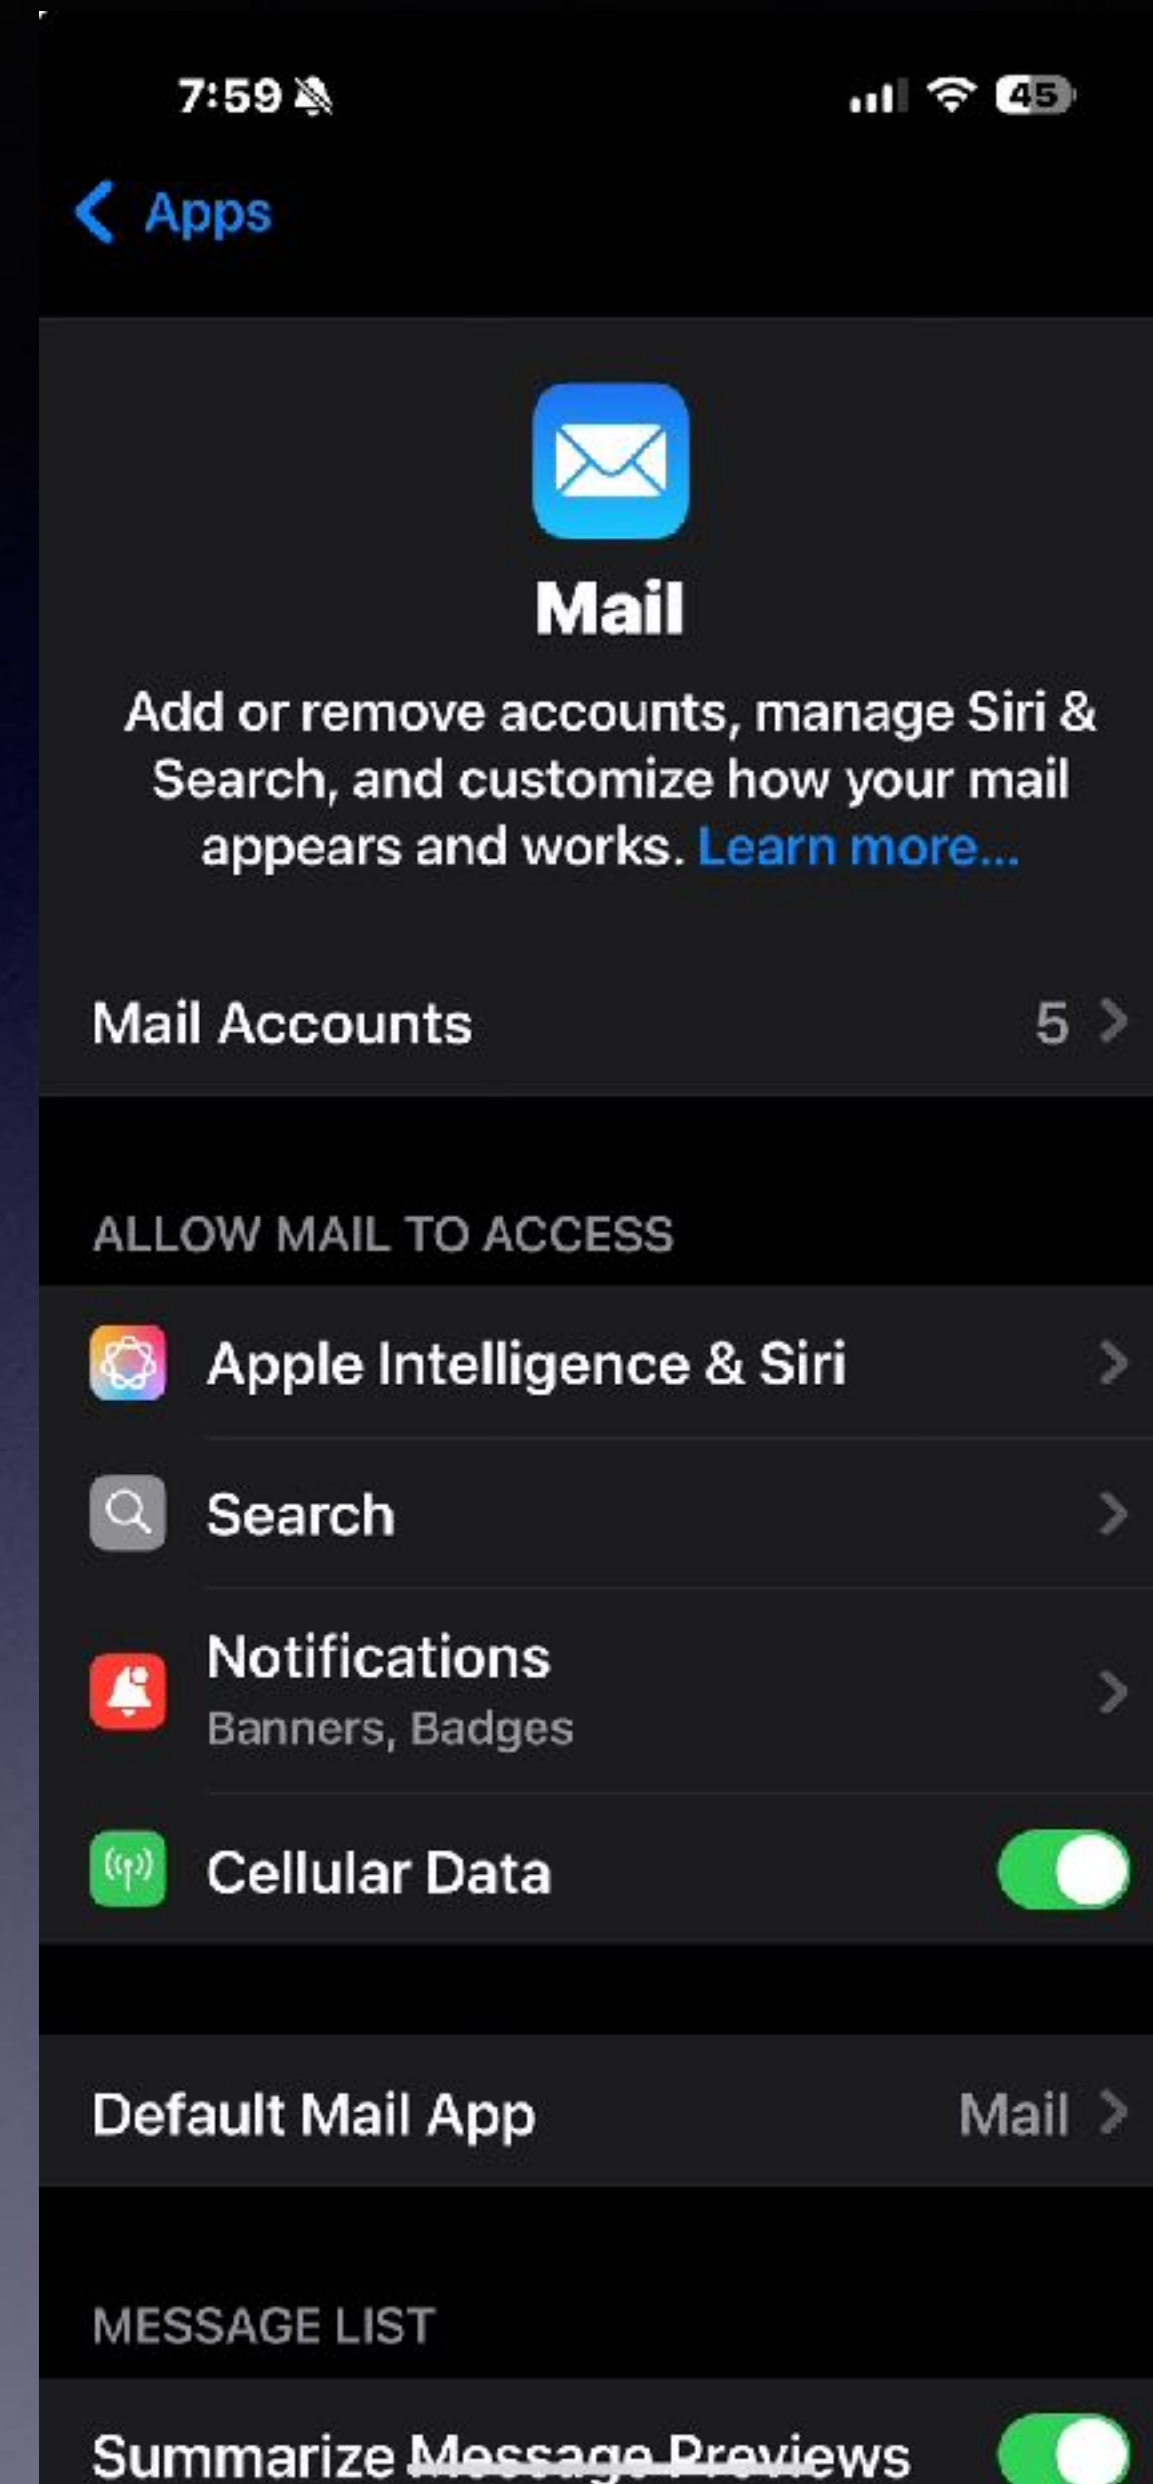 7:59
45
Apps
Mail
Add or remove accounts, manage Siri &
Search, and customize how your mail
appears and works. Learn more...
Mail Accounts 5
ALLOW MAIL TO ACCESS
Apple Intelligence & Siri
Search
Notifications
Banners, Badges
Cellular Data
Default Mail App Mail
MESSAGE LIST
Summarize Message Previews